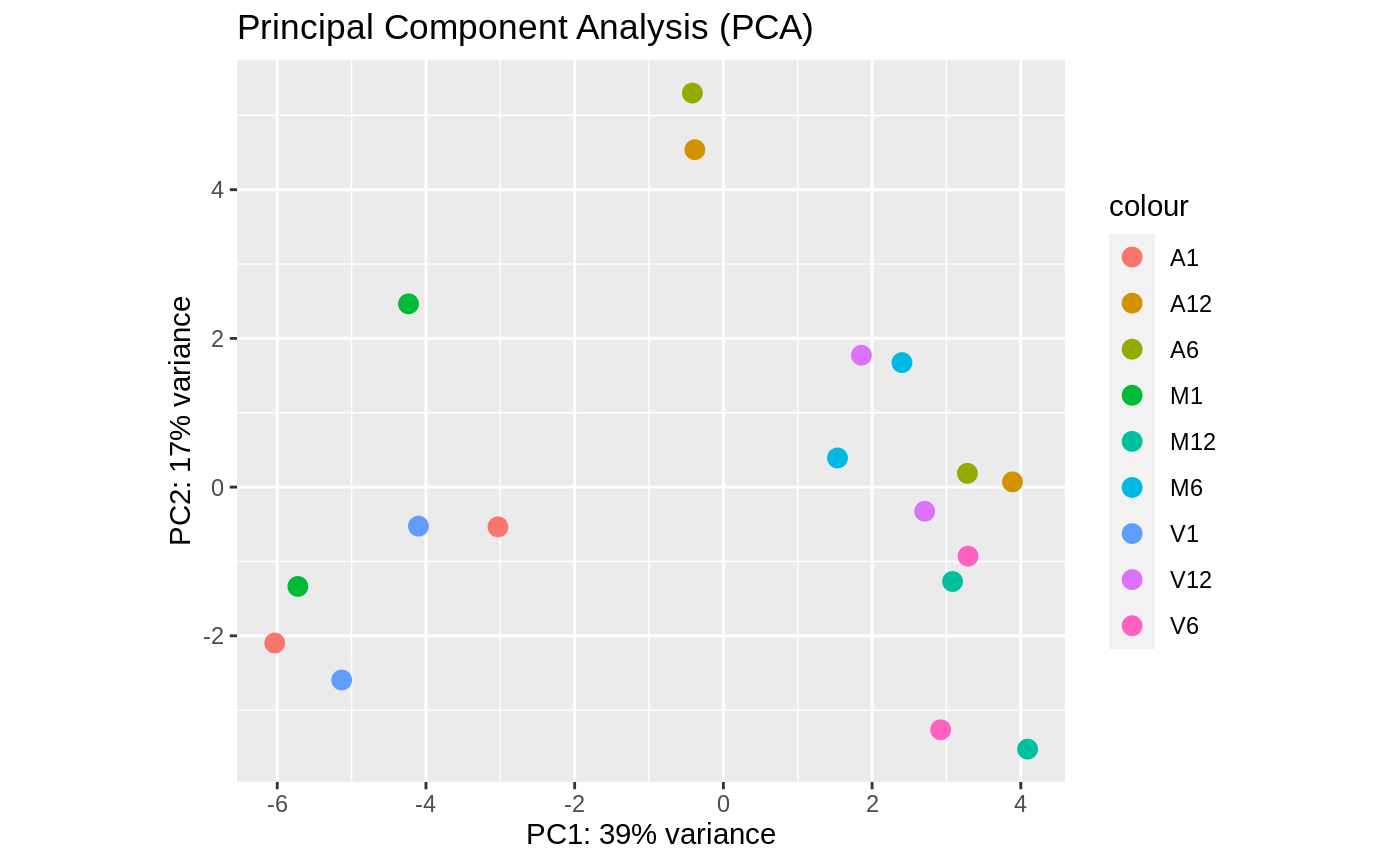 Principal Component Analysis (PCA)
PC2: 17% variance
4
2
0
-2
-6
-4
-2
0
2
4
PC1: 39% variance
colour
A1
A12
A6
M1
M12
M6
V1
V12
V6